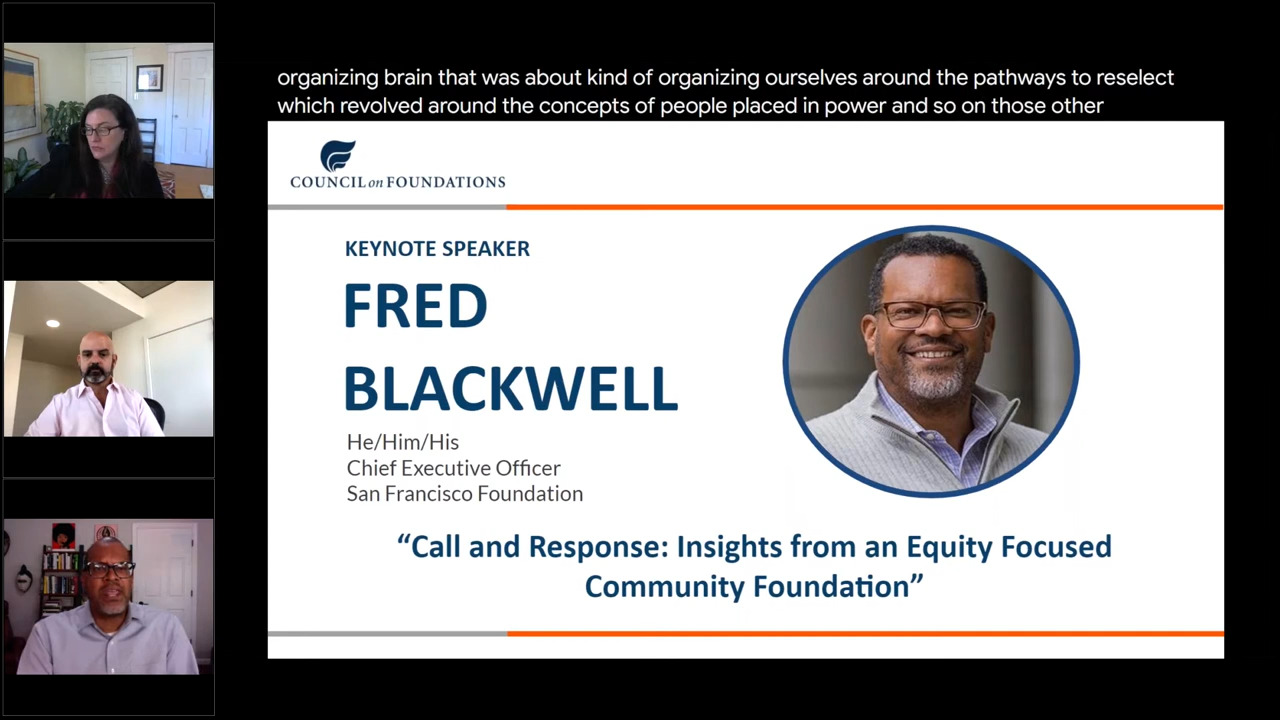 organizing brain that was about kind of organizing ourselves around the pathways to reselect
which revolved around the concepts of people placed in power and so on those other
COUNCIL on FOUNDATIONS
KEYNOTE SPEAKER
FRED
BLACKWELL
He/Him/His
Chief Executive Officer
San Francisco Foundation
“Call and Response: Insights from an Equity Focused
Community Foundation”